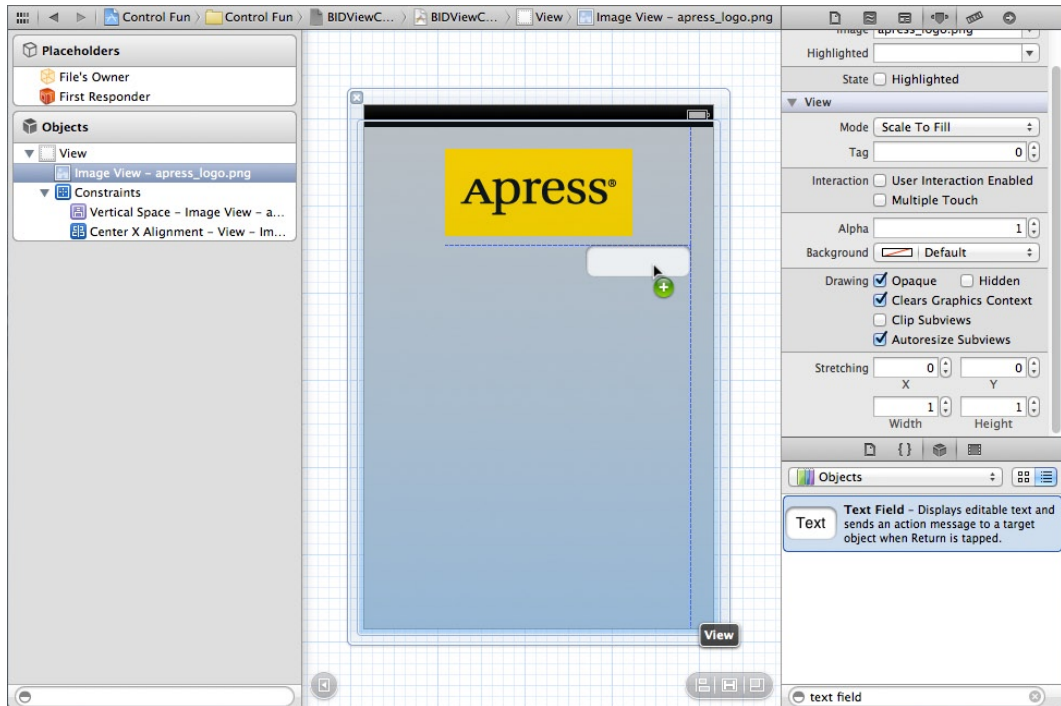 Control Fun
Control Fun
BIDViewC...
BIDViewC...
View
Image View – apress_logo.png
Placeholders
File's Owner
First Responder
Objects
View
Image View – apress_logo.png
Constraints
Vertical Space – Image View – a...
Center X Alignment – View – Im...
Apress®
View
Image apress_logo.png
Highlighted
State Highlighted
View
Mode Scale To Fill
Tag 0
Interaction User Interaction Enabled
Multiple Touch
Alpha 1
Background Default
Drawing Opaque Hidden
Clears Graphics Context
Clip Subviews
Autoresize Subviews
Stretching 0 0
X Y
1 1
Width Height
{ }
Objects
Text
Text Field – Displays editable text and
sends an action message to a target
object when Return is tapped.
text field